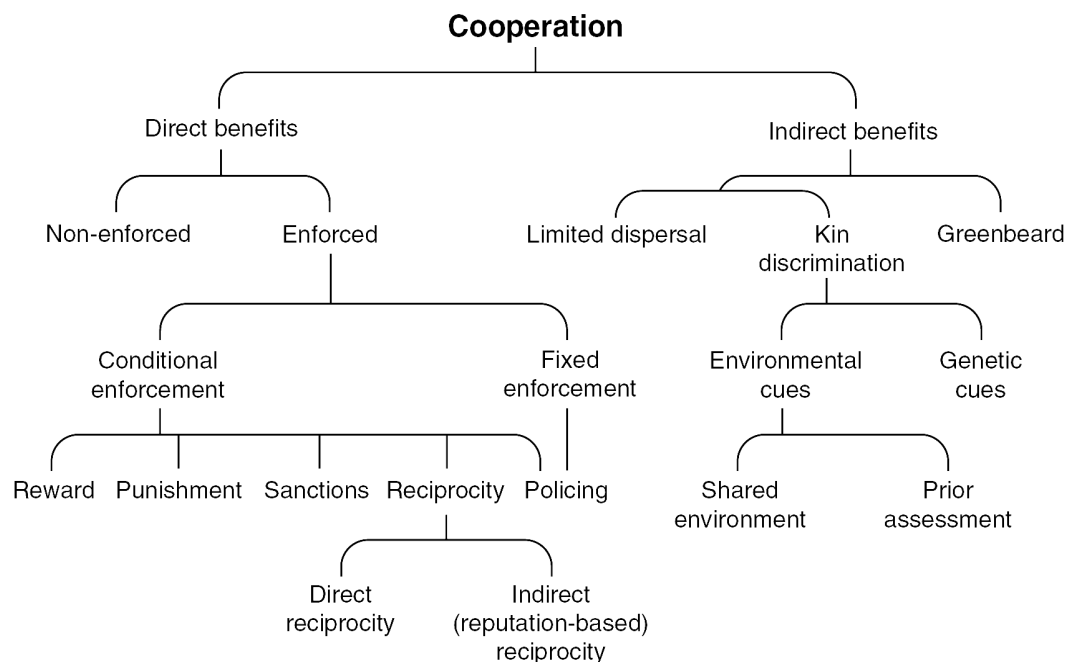 Cooperation
Direct benefits
Indirect benefits
Non-enforced
Enforced
Limited dispersal
Kin
discrimination
Greenbeard
Conditional
enforcement
Fixed
enforcement
Environmental
cues
Genetic
cues
Reward
Punishment
Sanctions
Reciprocity
Policing
Shared
environment
Prior
assessment
Direct
reciprocity
Indirect
(reputation-based)
reciprocity